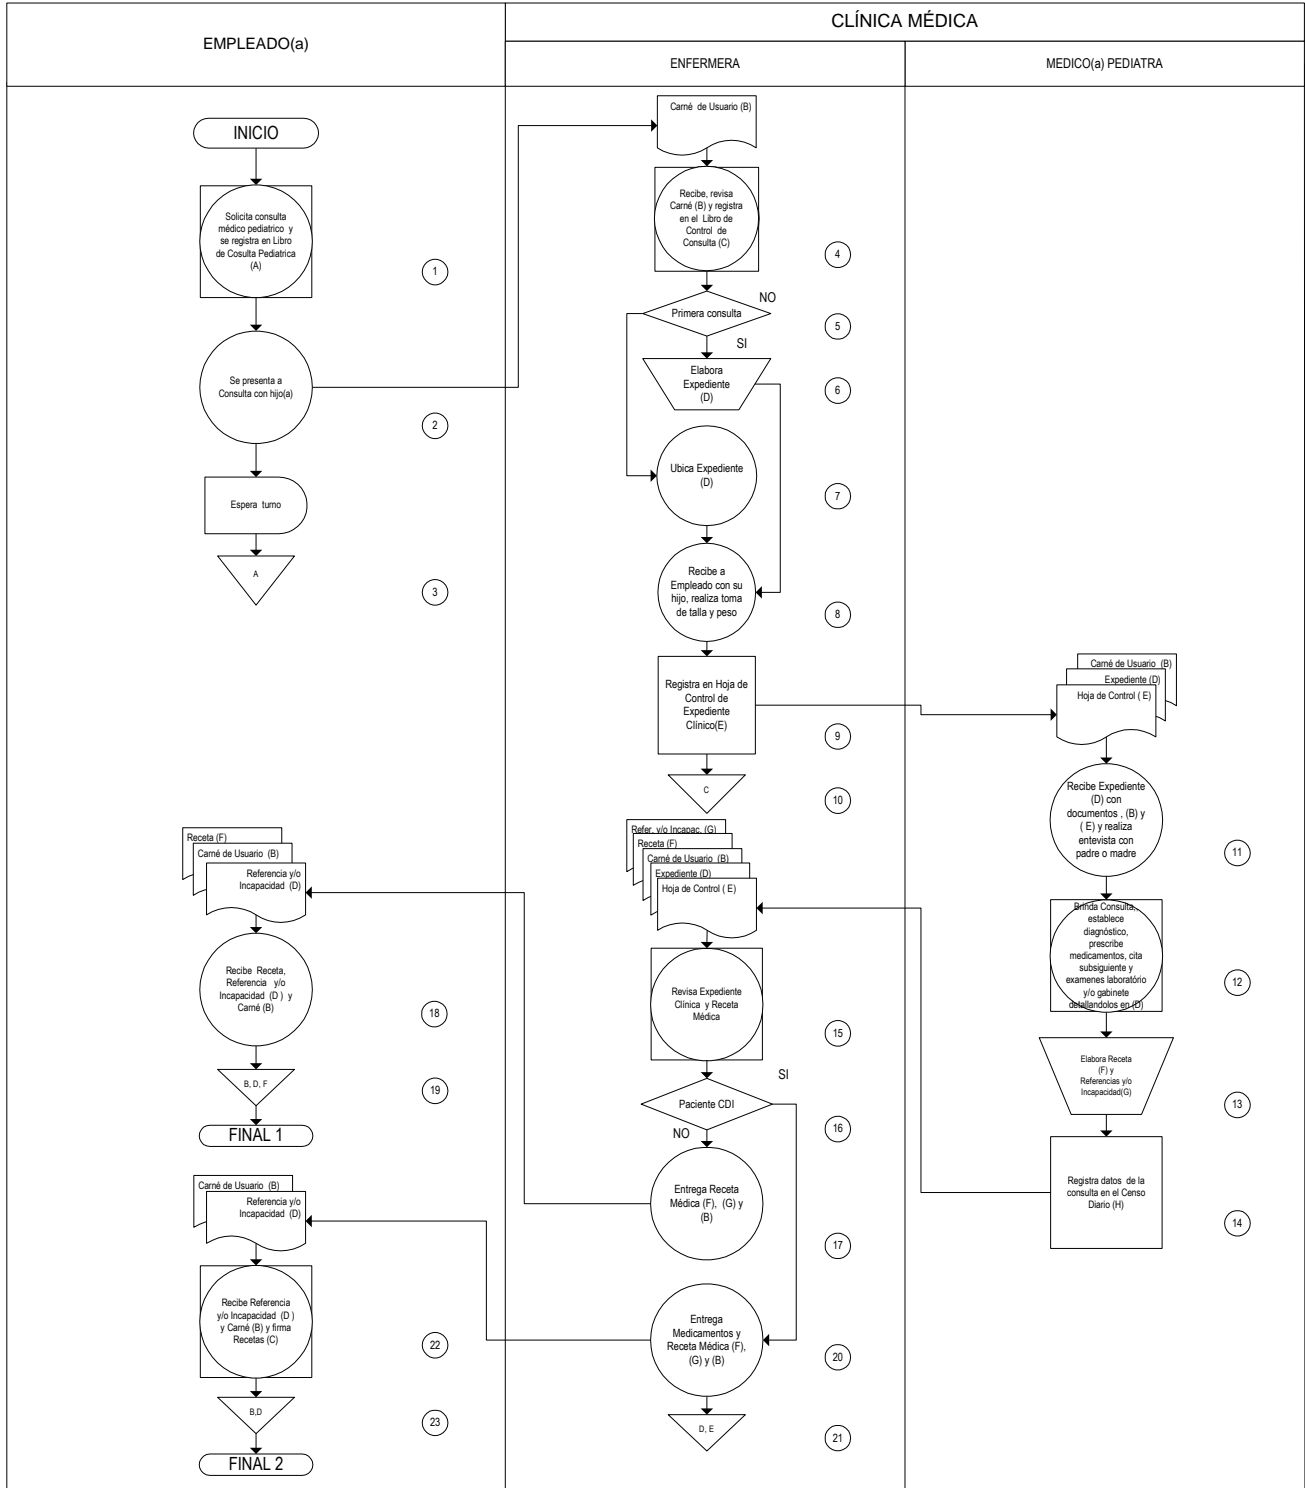 CLÍNICA MÉDICA
EMPLEADO(a)
ENFERMERA
MEDICO(a) PEDIATRA
INICIO
Solicita consulta
médico pediatrico y
se registra en Libro
de Cosulta Pediatrica
(A)
1
Se presenta a
Consulta con hijo(a)
2
Espera turno
A
3
Carné de Usuario (B)
Recibe, revisa
Carné (B) y registra
en el Libro de
Control de
Consulta (C)
4
Primera consulta
NO
5
SI
Elabora
Expediente
(D)
6
Ubica Expediente
(D)
7
Recibe a
Empleado con su
hijo, realiza toma
de talla y peso
8
Registra en Hoja de
Control de
Expediente
Clínico(E)
9
C
10
Carné de Usuario (B)
Expediente (D)
Hoja de Control ( E)
Recibe Expediente
(D) con
documentos , (B) y
( E) y realiza
entevista con
padre o madre
11
Brinda Consulta,
establece
diagnóstico,
prescribe
medicamentos, cita
subsiguiente y
examenes laboratório
y/o gabinete
detallandolos en (D)
12
Elabora Receta
(F) y
Referencias y/o
Incapacidad(G)
13
Registra datos de la
consulta en el Censo
Diario (H)
14
Refer. y/o Incapac. (G)
Receta (F)
Carné de Usuario (B)
Expediente (D)
Hoja de Control ( E)
Revisa Expediente
Clínica y Receta
Médica
15
Paciente CDI
SI
16
NO
Entrega Receta
Médica (F), (G) y
(B)
17
Receta (F)
Carné de Usuario (B)
Referencia y/o
Incapacidad (D)
Recibe Receta,
Referencia y/o
Incapacidad (D ) y
Carné (B)
18
B, D, F
19
FINAL 1
Entrega
Medicamentos y
Receta Médica (F),
(G) y (B)
20
D, E
21
Carné de Usuario (B)
Referencia y/o
Incapacidad (D)
Recibe Referencia
y/o Incapacidad (D )
y Carné (B) y firma
Recetas (C)
22
B,D
23
FINAL 2